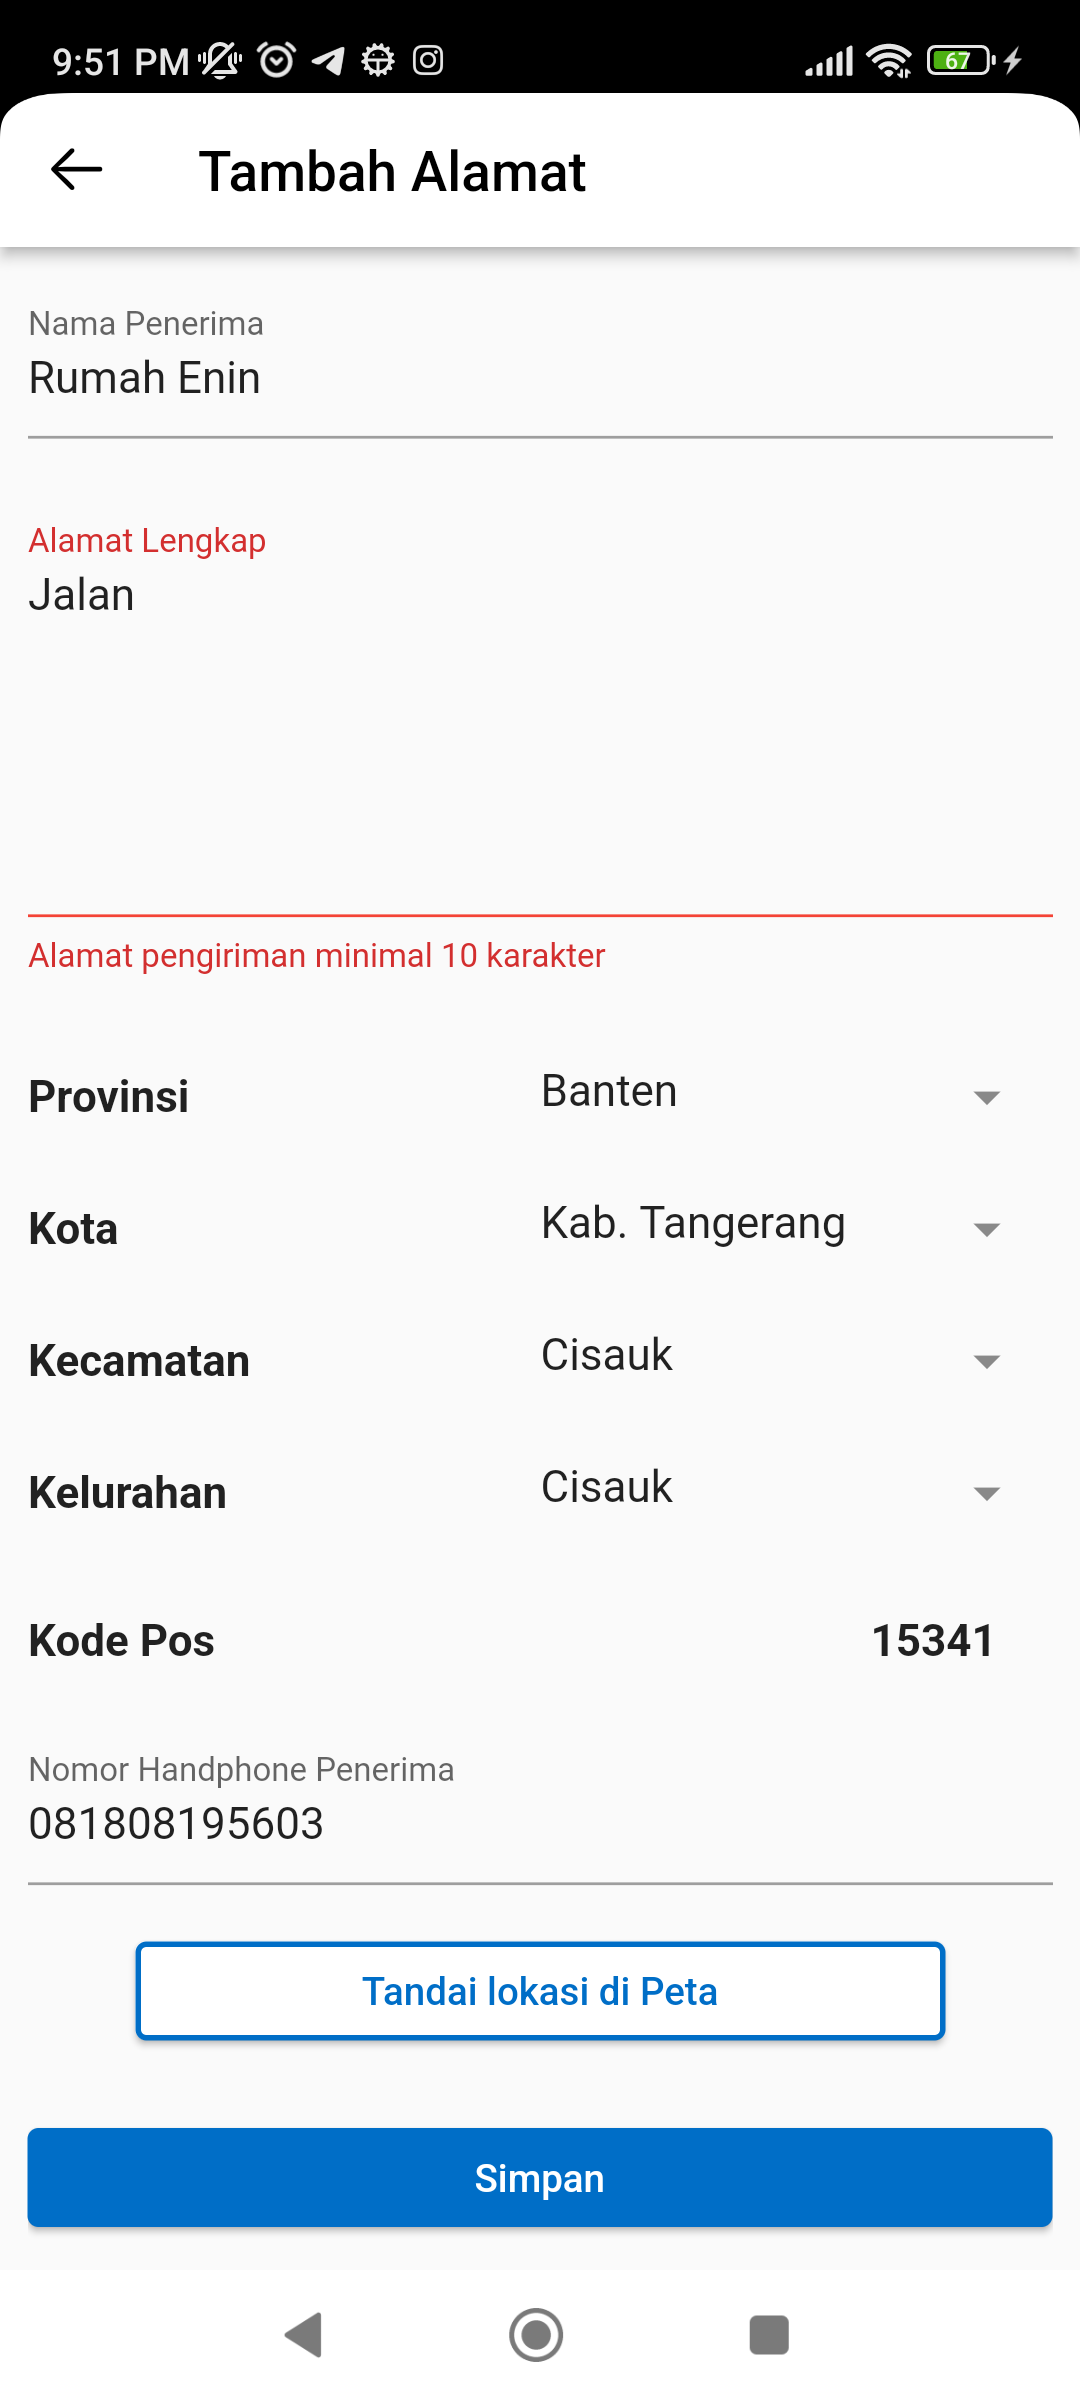 9:51 PM
67
Tambah Alamat
Nama Penerima
Rumah Enin
Alamat Lengkap
Jalan
Alamat pengiriman minimal 10 karakter
Provinsi Banten
Kota Kab. Tangerang
Kecamatan Cisauk
Kelurahan Cisauk
Kode Pos 15341
Nomor Handphone Penerima
081808195603
Tandai lokasi di Peta
Simpan